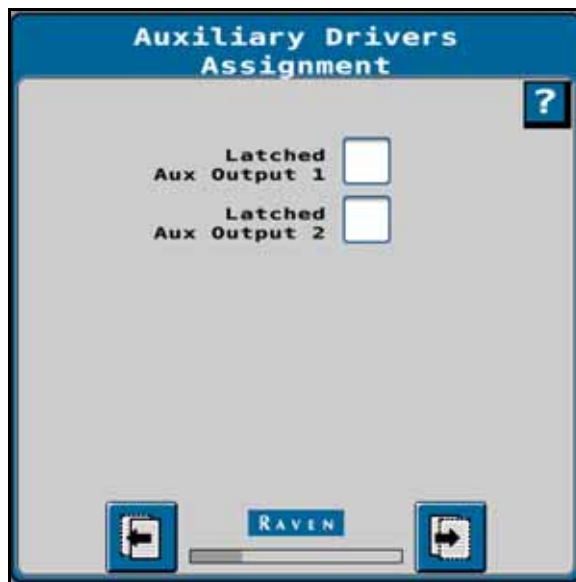 Auxiliary Drivers
Assignment
?
Latched
Aux Output 1
Latched
Aux Output 2
RAVEN